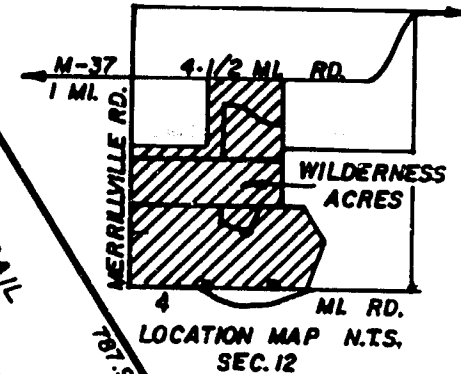 M-37 4-1/2 MI. RD.
1 MI.
MERRILLVILLE RD.
WILDERNESS
ACRES
4 MI. RD.
LOCATION MAP N.T.S.
SEC. 12